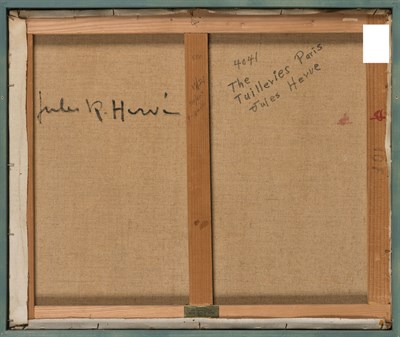 Jules R. Hervé
4041
The
Tuilleries Paris
Jules Herve